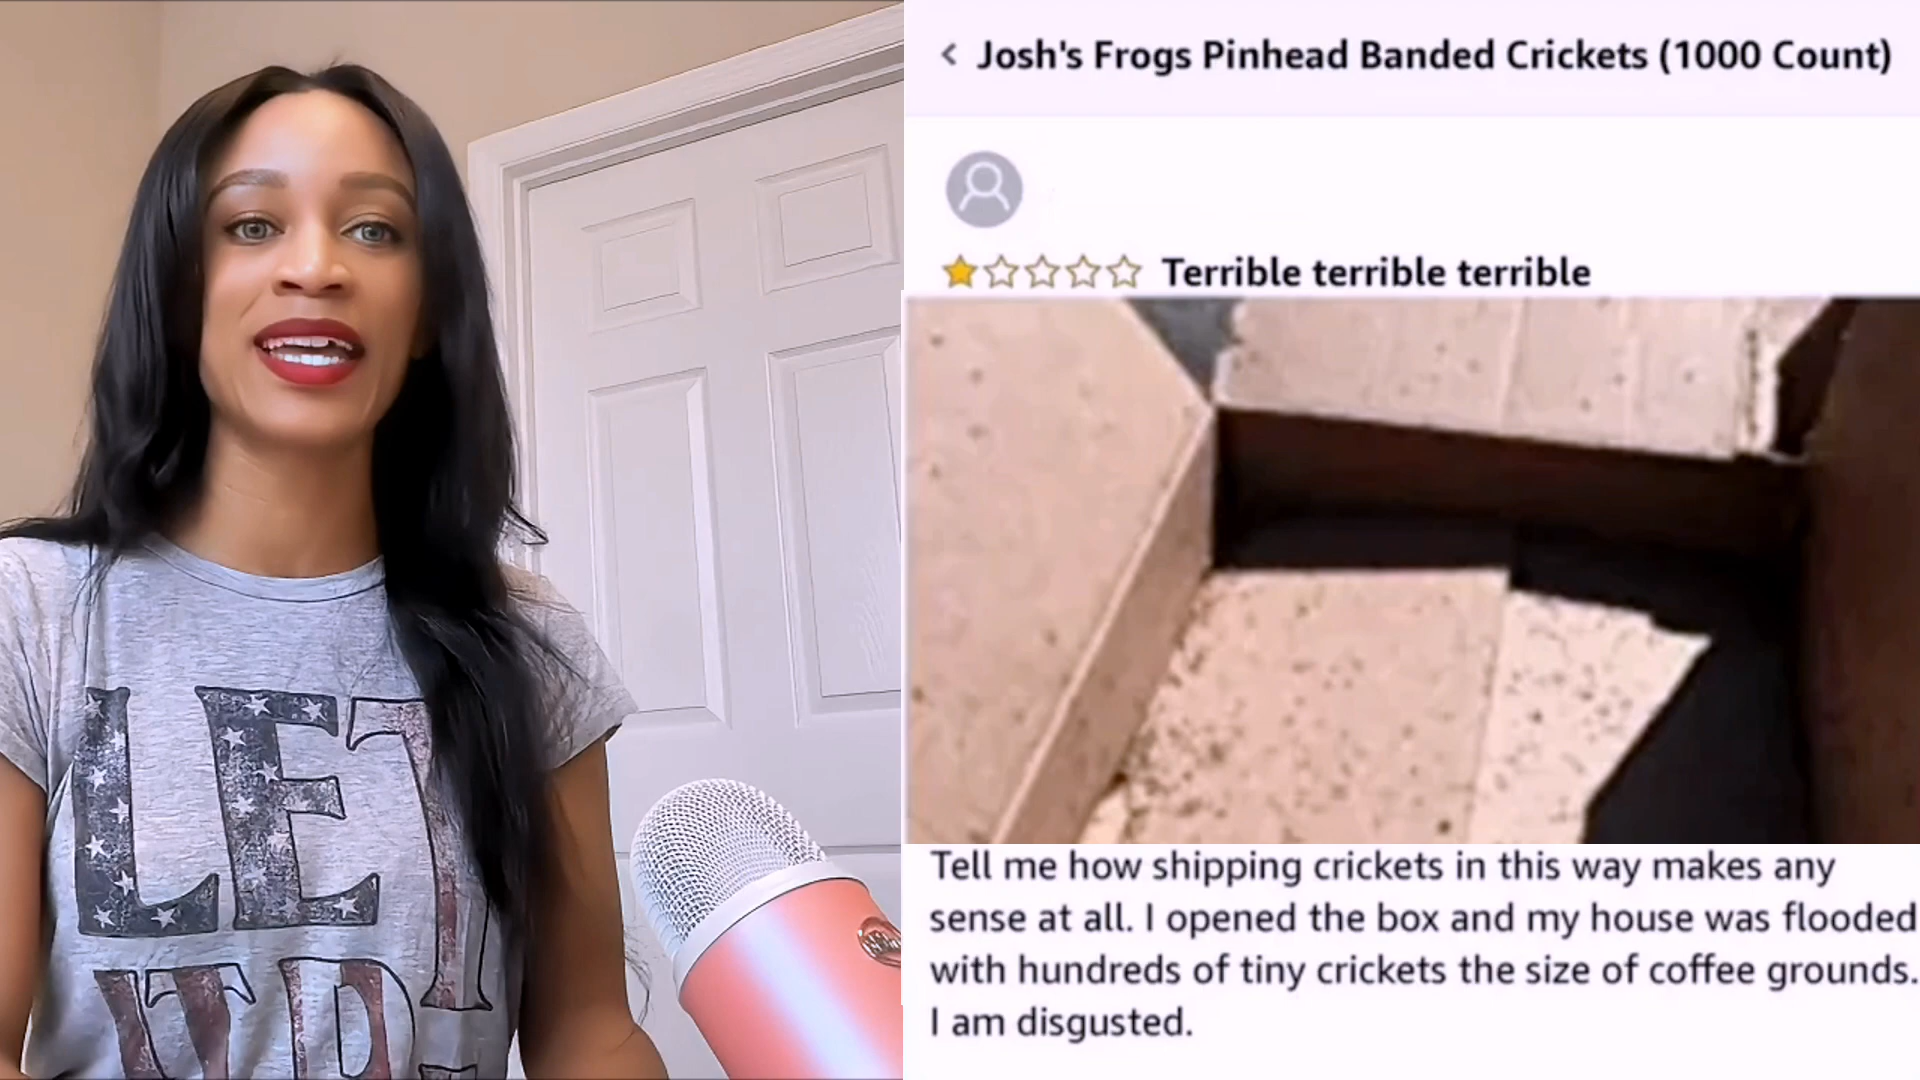 Josh's Frogs Pinhead Banded Crickets (1000 Count)
Terrible terrible terrible
Tell me how shipping crickets in this way makes any
sense at all. I opened the box and my house was flooded
with hundreds of tiny crickets the size of coffee grounds.
I am disgusted.
LET